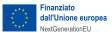 Finanziato
dall'Unione europea
NextGenerationEU